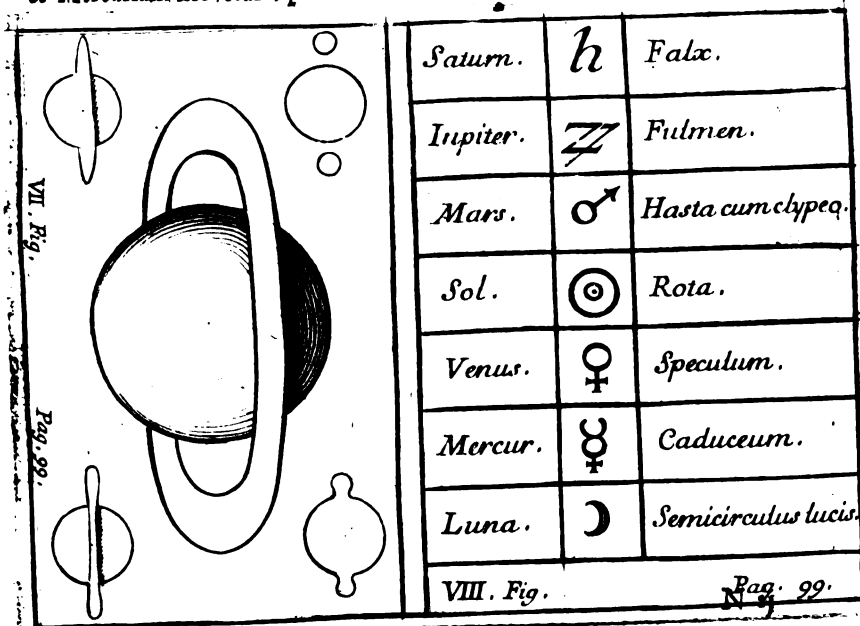 VII. Fig.
Pag. 99.
Saturn. ♄ Falx.
Iupiter. ♃ Fulmen.
Mars. ♂ Hasta cum clypeo.
Sol. ☉ Rota.
Venus. ♀ Speculum.
Mercur. ☿ Caduceum.
Luna. ☽ Semicirculus lucis.
VIII. Fig. Pag. 99.